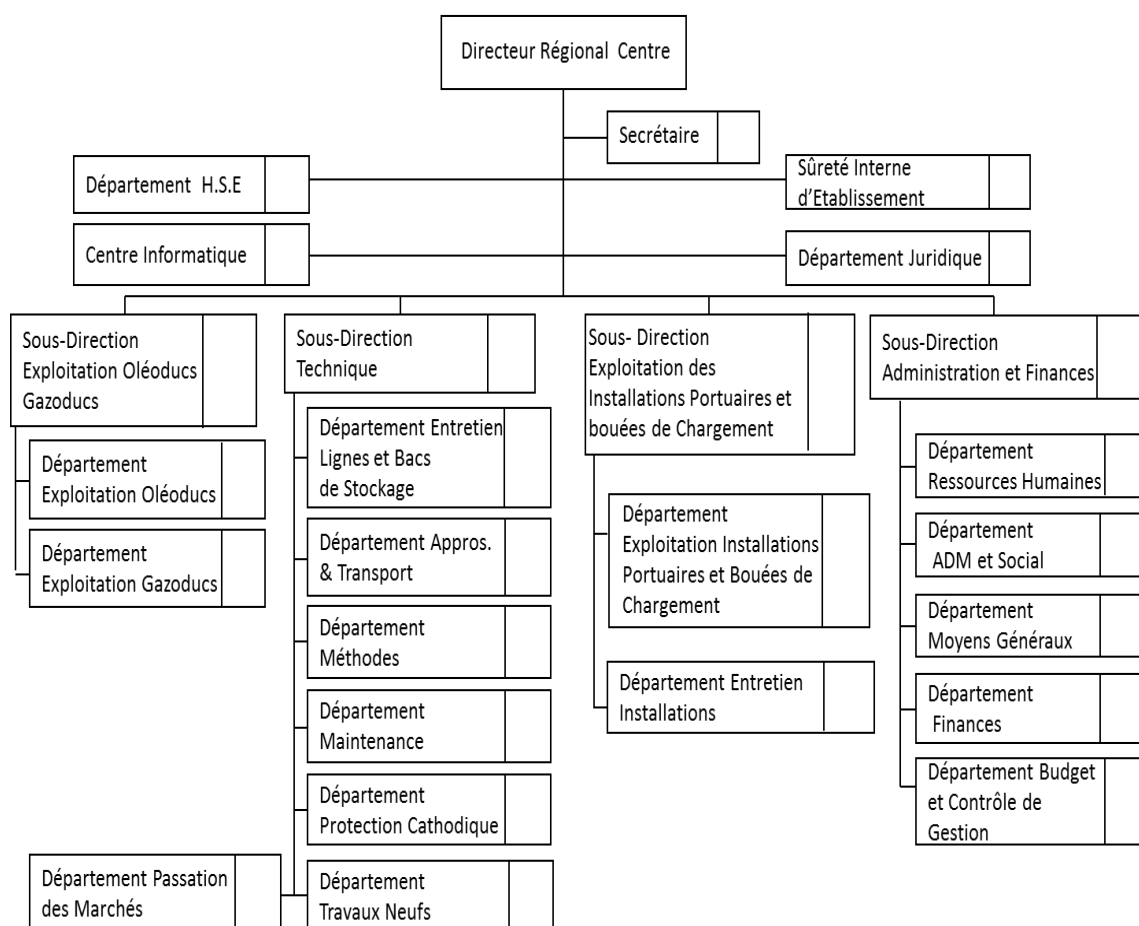 Directeur Régional Centre
Secrétaire
Département H.S.E
Sûreté Interne
d’Etablissement
Centre Informatique
Département Juridique
Sous-Direction
Exploitation Oléoducs
Gazoducs
Département
Exploitation Oléoducs
Département
Exploitation Gazoducs
Sous-Direction
Technique
Département Entretien
Lignes et Bacs
de Stockage
Département Appros.
& Transport
Département
Méthodes
Département
Maintenance
Département
Protection Cathodique
Département Passation
des Marchés
Département
Travaux Neufs
Sous- Direction
Exploitation des
Installations Portuaires et
bouées de Chargement
Département
Exploitation Installations
Portuaires et Bouées de
Chargement
Département Entretien
Installations
Sous-Direction
Administration et Finances
Département
Ressources Humaines
Département
ADM et Social
Département
Moyens Généraux
Département
Finances
Département Budget
et Contrôle de
Gestion